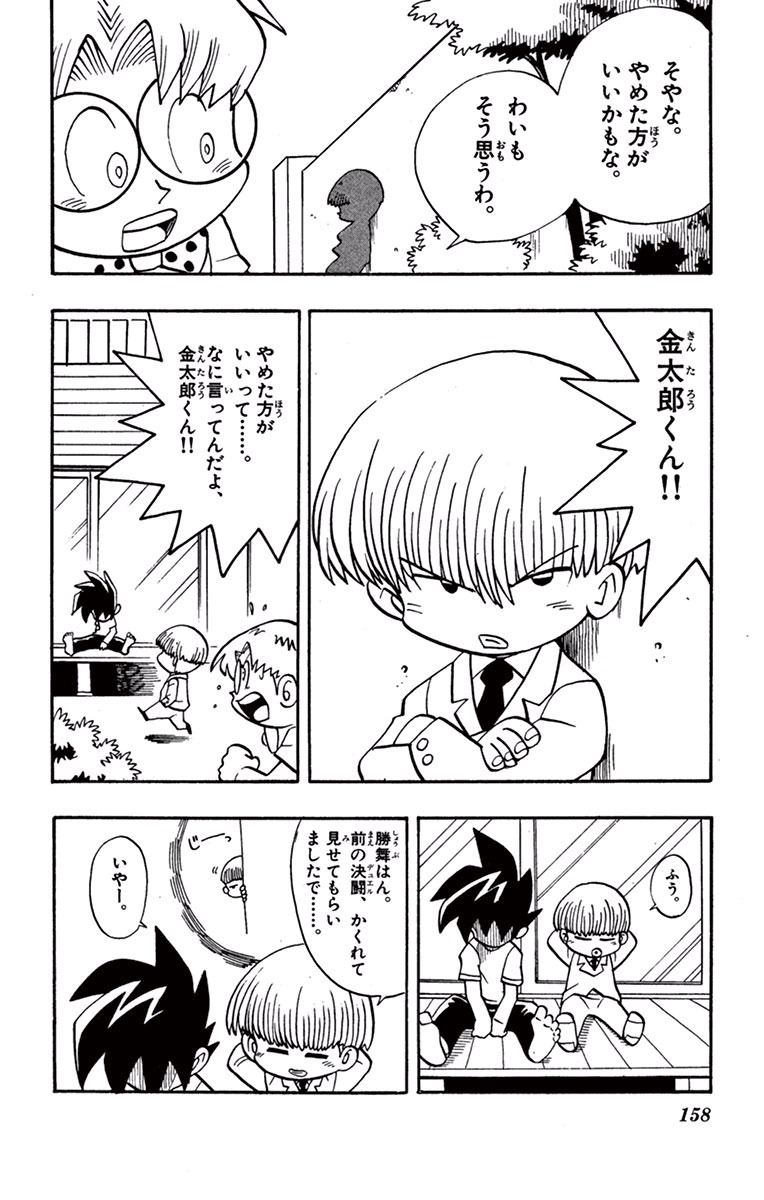 そやな。
やめた方が
いいかもな。
わいも
そう思うわ。
金太郎くん!!
やめた方が
いいって……。
なに言ってんだよ、
金太郎くん!!
ふう。
勝舞はん。
前の決闘、かくれて
見せてもらい
ましたで……。
じーっ
いやー。
158